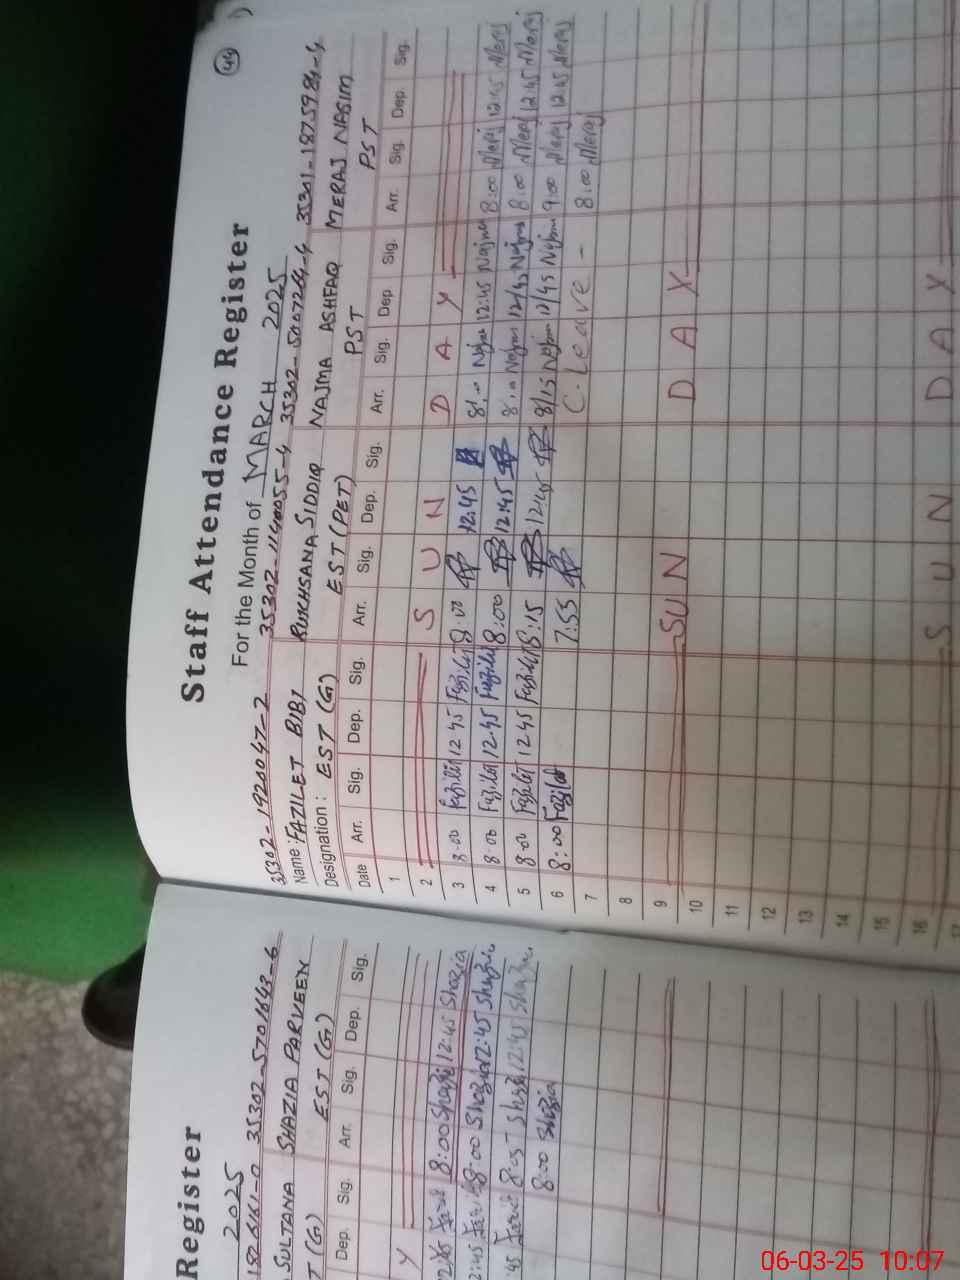 Staff Attendance Register
44
For the Month of MARCH 2025
35302-1920047-2 35302-1140055-4 35302-5007264-4 35301-1875984-4
Name: FAZILET BIBI RUKHSANA SIDDIQ NAJMA ASHFAQ MERAJ NASIM
Designation: EST (G) EST (PET) PST PST
Date Arr. Sig. Dep. Sig. Arr. Sig. Dep. Sig. Arr. Sig. Dep. Sig. Arr. Sig. Dep. Sig.
1
2 S U N D A Y
3 8:00 Fazilet 12 45 Fazilet 8:00 12:45 8:00 Najma 12:45 Najma 8:00 Meraj 12:45 Meraj
4 8:00 Fazilet 12:45 Fazilet 8:00 12:45 8:00 Najma 12/45 Najma 8:00 Meraj 12:45 Meraj
5 8:00 Fazilet 12 45 Fazilet 8:15 12:45 8/15 Najma 12/45 Najma 9:00 Meraj 12:45 Meraj
6 8:00 Fazilet 7.55 C. Leave - 8:00 Meraj
7
8
9 SUN D A Y
10
11
12
13
14
15
16 S U N D A Y
17
Register
2025
35302-5701643-6
SULTANA SHAZIA PARVEEN
T (G) EST (G)
Dep. Sig. Arr. Sig. Dep. Sig.
Y
12:45 8:00 Shazia 12:45 Shazia
12:45 8:00 Shazia 12:45 Shazia
:45 8:05 Shazia 12:45 Shazia
8:00 Shazia
06-03-25 10:07